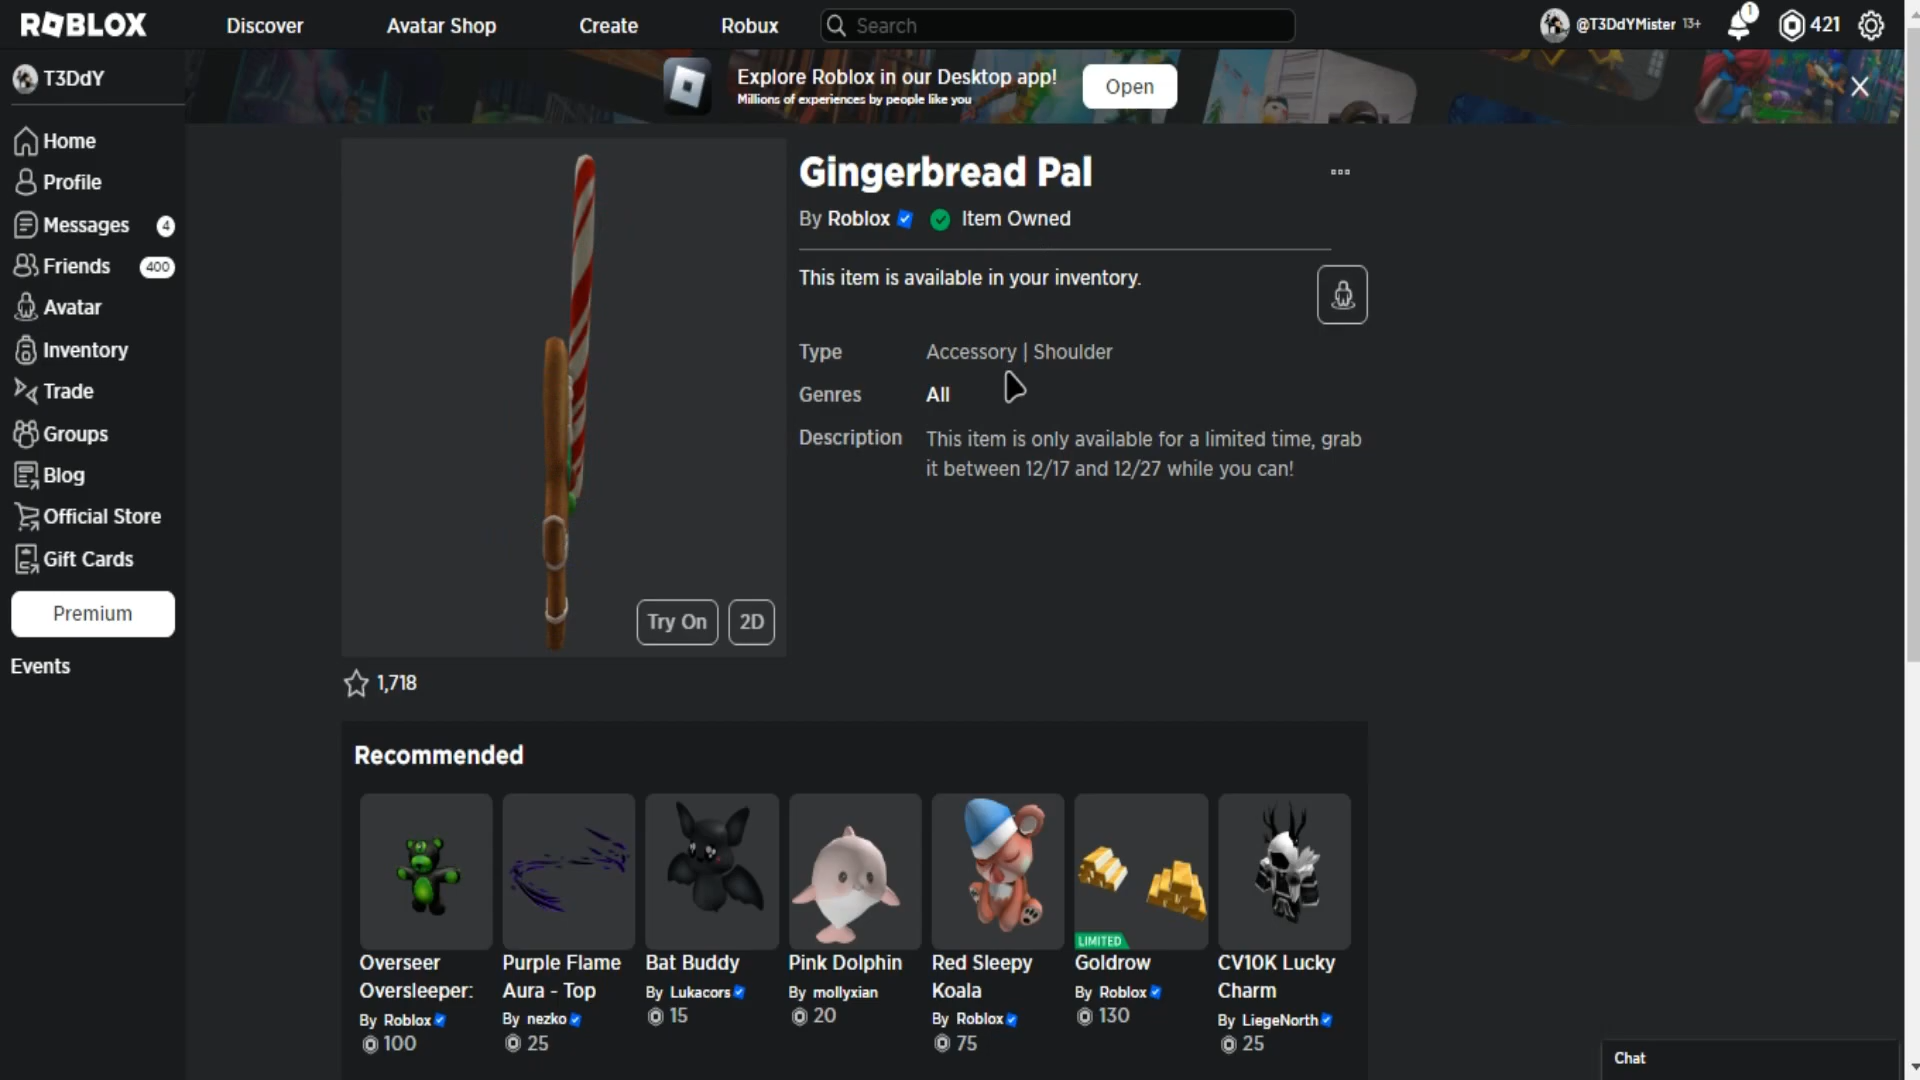 ROBLOX
Discover
Avatar Shop
Create
Robux
Search
@T3DdYMister 13+
1
421
T3DdY
Explore Roblox in our Desktop app!
Millions of experiences by people like you
Open
Home
Profile
Messages 4
Friends 400
Avatar
Inventory
Trade
Groups
Blog
Official Store
Gift Cards
Premium
Events
Gingerbread Pal
By Roblox Item Owned
This item is available in your inventory.
Type Accessory | Shoulder
Genres All
Description This item is only available for a limited time, grab
it between 12/17 and 12/27 while you can!
Try On 2D
1,718
Recommended
Overseer
Oversleeper:
By Roblox
100
Purple Flame
Aura - Top
By nezko
25
Bat Buddy
By Lukacors
15
Pink Dolphin
By mollyxian
20
Red Sleepy
Koala
By Roblox
75
LIMITED
Goldrow
By Roblox
130
CV10K Lucky
Charm
By LiegeNorth
25
Chat